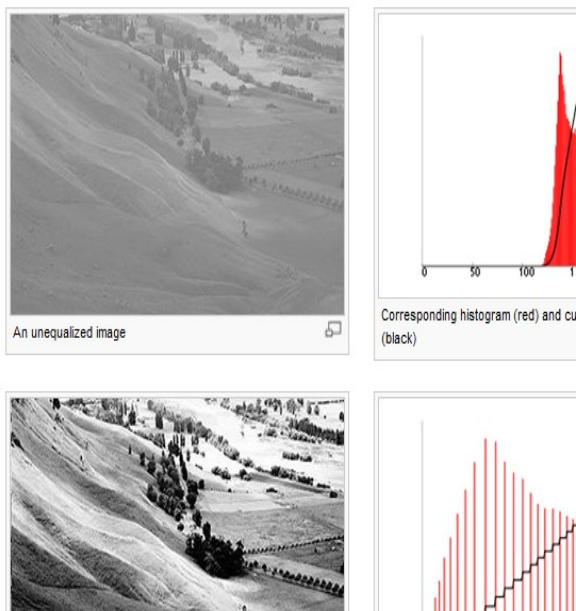 0 50 100 1
An unequalized image
Corresponding histogram (red) and cu
(black)